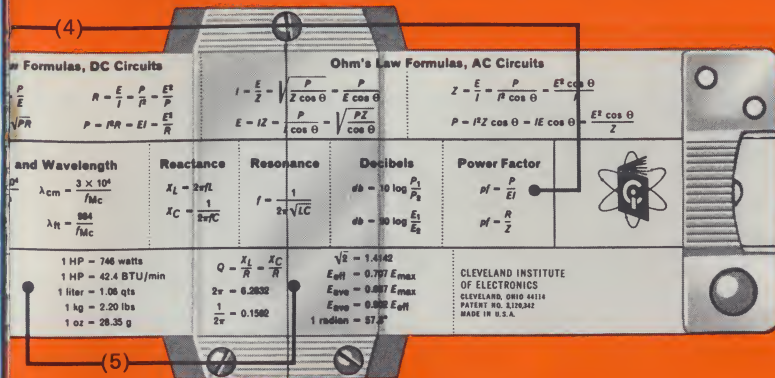 (4)
Formulas, DC Circuits
Ohm's Law Formulas, AC Circuits
P/E R = E/I = P/I² = E²/P
√PR P = I²R = EI = E²/R
I = E/Z = √(P/(Z cos θ)) = P/(E cos θ)
E = IZ = P/(I cos θ) = √(PZ/cos θ)
Z = E/I = P/(I² cos θ) = E² cos θ/
P = I²Z cos θ = IE cos θ = E² cos θ/Z
and Wavelength
λcm = 3 × 10⁴/fMc
λft = 984/fMc
Reactance
XL = 2πfL
XC = 1/2πfC
Resonance
f = 1/2π√LC
Decibels
db = 10 log P₁/P₂
db = 20 log E₁/E₂
Power Factor
pf = P/EI
pf = R/Z
1 HP = 746 watts
1 HP = 42.4 BTU/min
1 liter = 1.06 qts
1 kg = 2.20 lbs
1 oz = 28.35 g
Q = XL/R = XC/R
2π = 6.2832
1/2π = 0.1592
√2 = 1.4142
Eeff = 0.707 Emax
Eave = 0.637 Emax
Eave = Eeff
1 radian = 57.3°
CLEVELAND INSTITUTE
OF ELECTRONICS
CLEVELAND, OHIO 44114
PATENT NO. 3,120,342
MADE IN U.S.A.
(5)